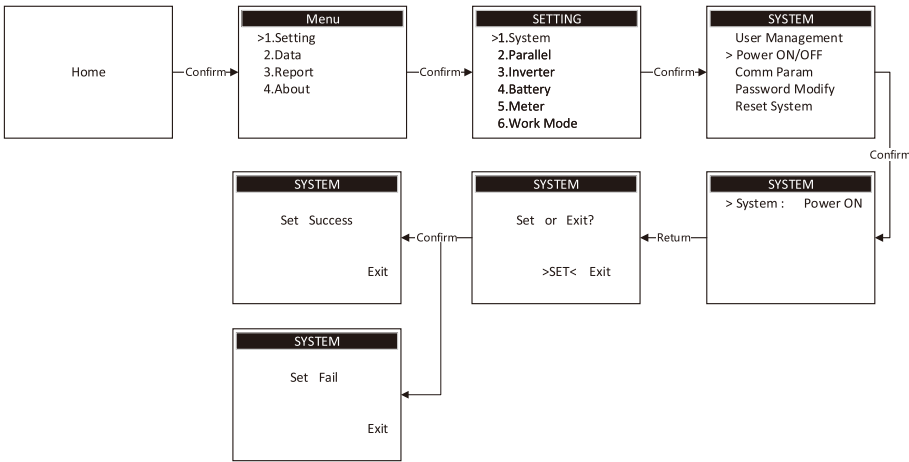 Home
Confirm
Menu
>1.Setting
2.Data
3.Report
4.About
Confirm
SETTING
>1.System
2.Parallel
3.Inverter
4.Battery
5.Meter
6.Work Mode
Confirm
SYSTEM
User Management
> Power ON/OFF
Comm Param
Password Modify
Reset System
Confirm
SYSTEM
> System : Power ON
Return
SYSTEM
Set or Exit?
>SET< Exit
Confirm
SYSTEM
Set Success
Exit
SYSTEM
Set Fail
Exit